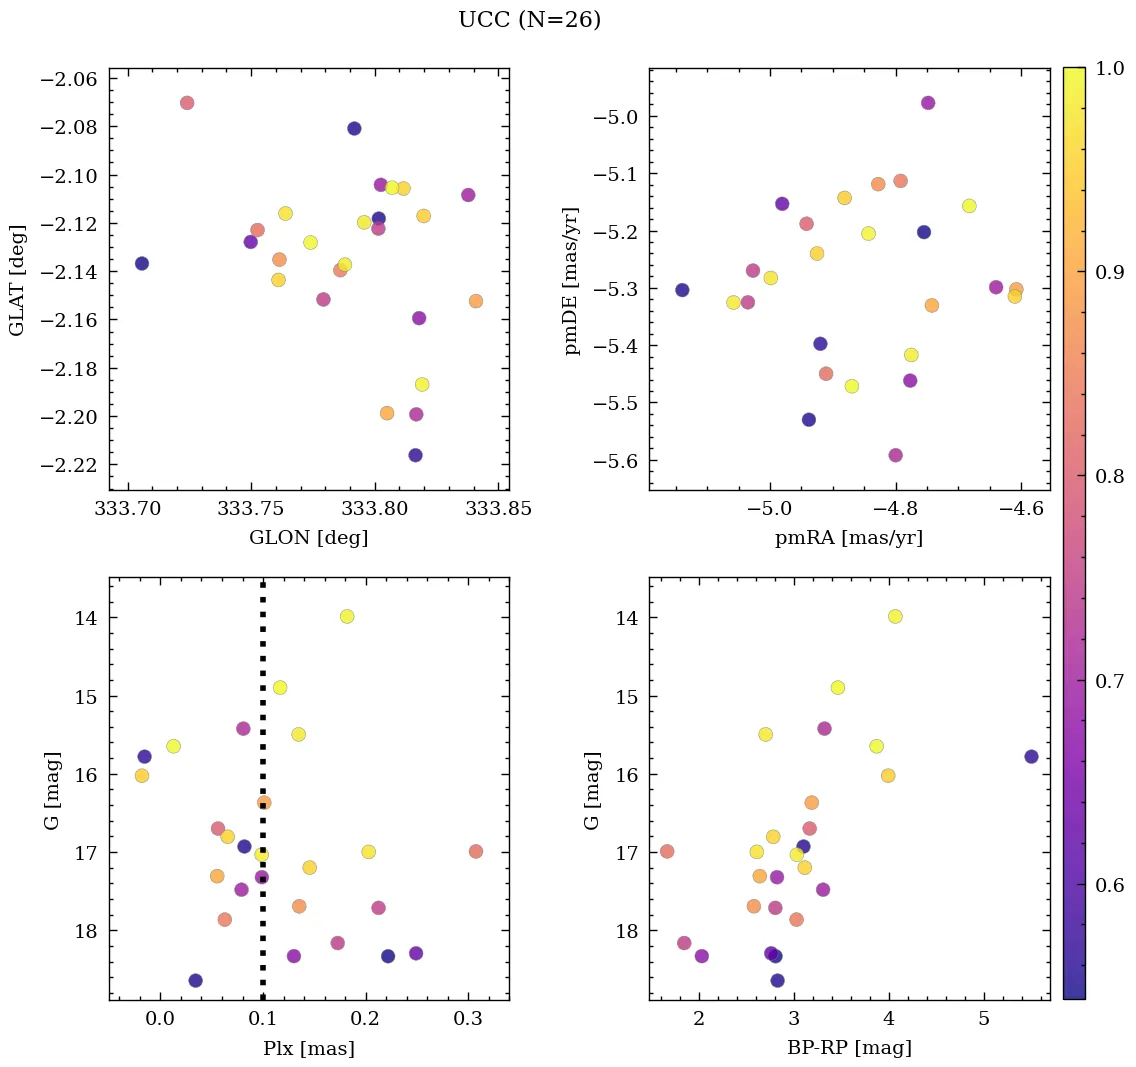 UCC (N=26)
−2.06
−2.08
−2.10
−2.12
−2.14
−2.16
−2.18
−2.20
−2.22
GLAT [deg]
333.70 333.75 333.80 333.85
GLON [deg]
−5.0
−5.1
−5.2
−5.3
−5.4
−5.5
−5.6
pmDE [mas/yr]
−5.0 −4.8 −4.6
pmRA [mas/yr]
14
15
16
17
18
G [mag]
0.0 0.1 0.2 0.3
Plx [mas]
14
15
16
17
18
G [mag]
2 3 4 5
BP-RP [mag]
1.0
0.9
0.8
0.7
0.6